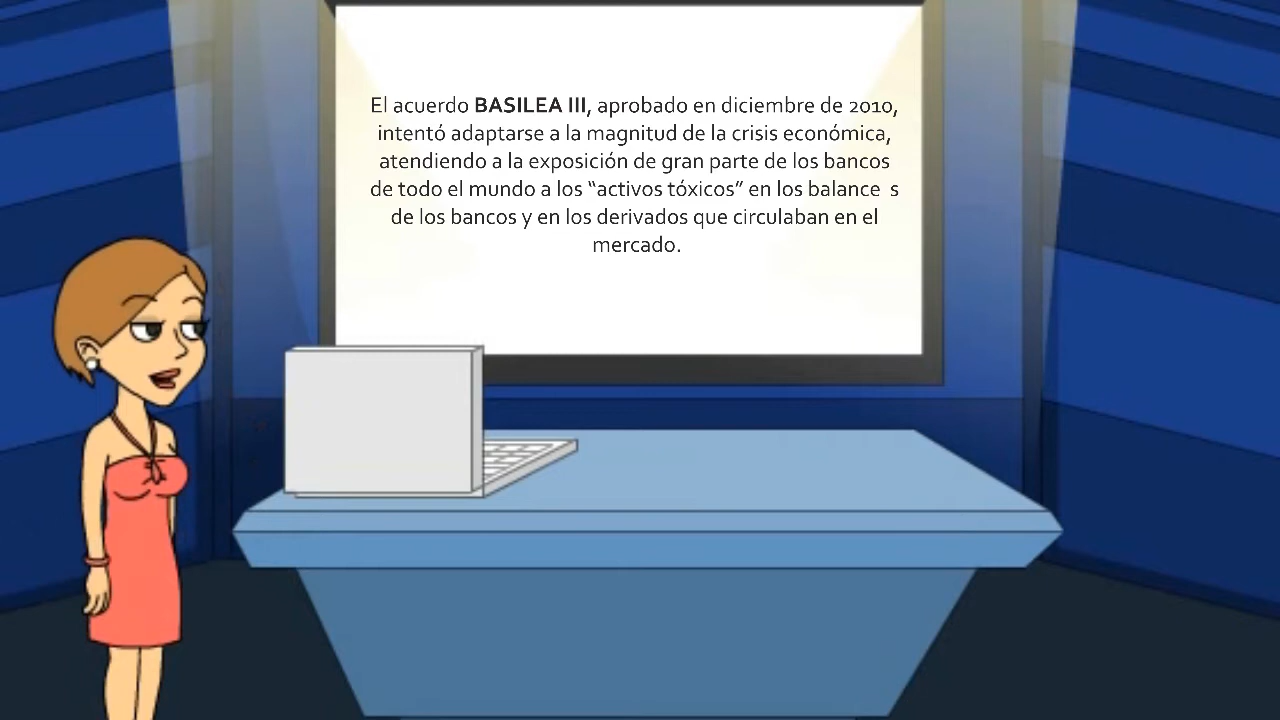 El acuerdo BASILEA III, aprobado en diciembre de 2010,
intentó adaptarse a la magnitud de la crisis económica,
atendiendo a la exposición de gran parte de los bancos
de todo el mundo a los “activos tóxicos” en los balance s
de los bancos y en los derivados que circulaban en el
mercado.